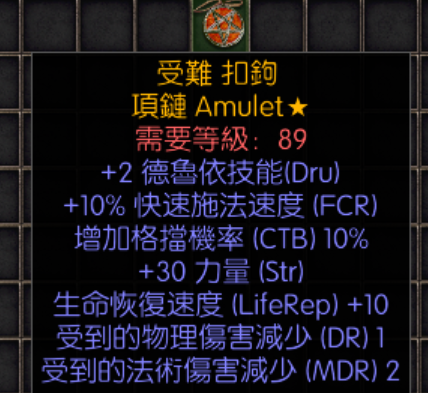 受難 扣鉤
項鏈 Amulet★
需要等級: 89
+2 德魯依技能(Dru)
+10% 快速施法速度 (FCR)
增加格擋機率 (CTB) 10%
+30 力量 (Str)
生命恢復速度 (LifeRep) +10
受到的物理傷害減少 (DR) 1
受到的法術傷害減少 (MDR) 2